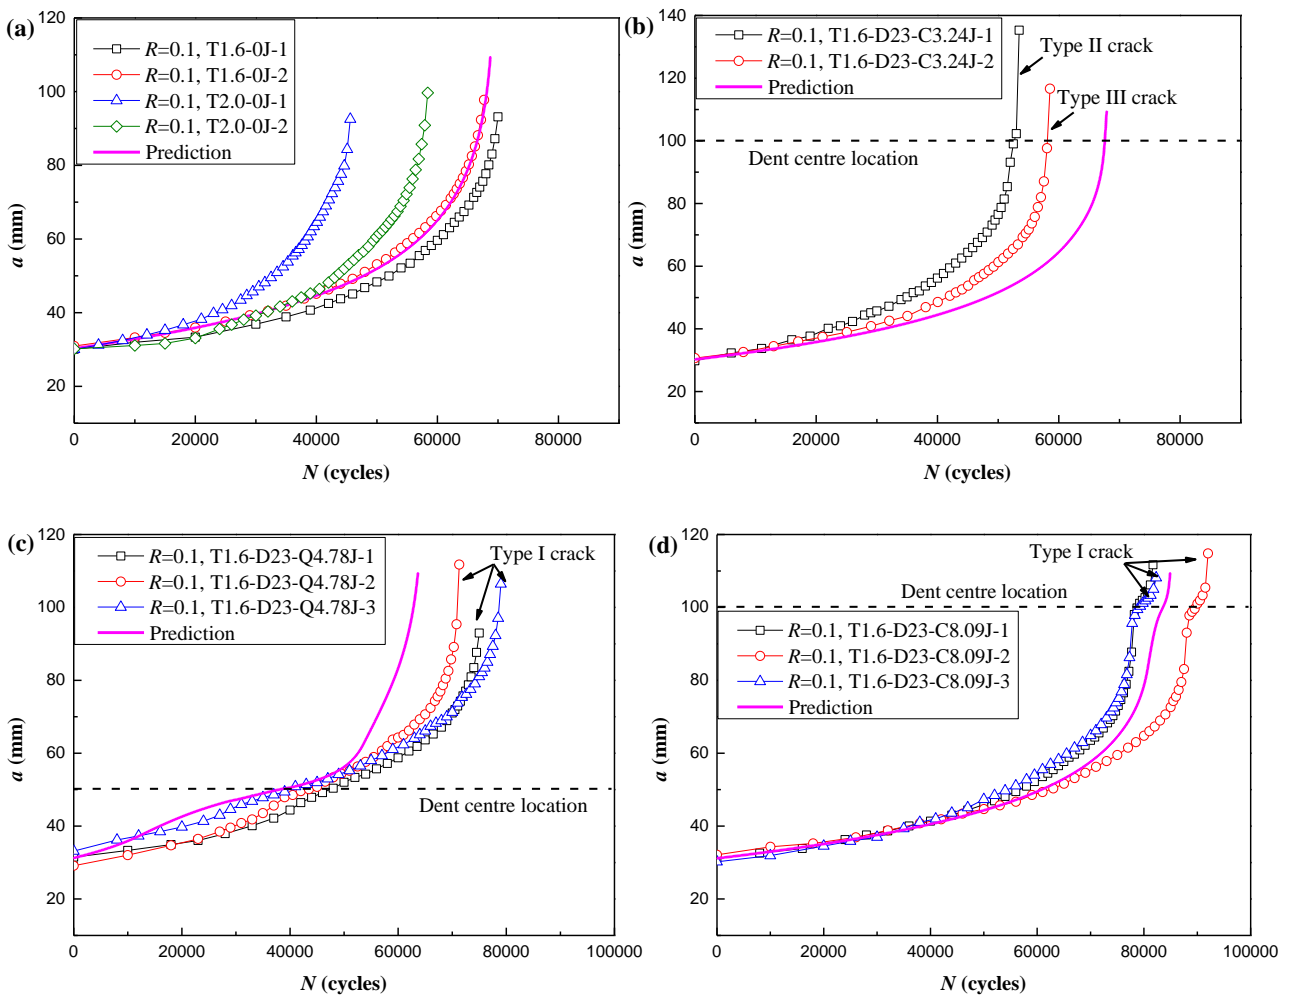 (a)
120
100
80
60
40
20
a (mm)
R=0.1, T1.6-0J-1
R=0.1, T1.6-0J-2
R=0.1, T2.0-0J-1
R=0.1, T2.0-0J-2
Prediction
0 20000 40000 60000 80000
N (cycles)
(b)
140
120
100
80
60
40
20
a (mm)
R=0.1, T1.6-D23-C3.24J-1
R=0.1, T1.6-D23-C3.24J-2
Prediction
Type II crack
Type III crack
Dent centre location
0 20000 40000 60000 80000
N (cycles)
(c)
120
100
80
60
40
20
a (mm)
R=0.1, T1.6-D23-Q4.78J-1
R=0.1, T1.6-D23-Q4.78J-2
R=0.1, T1.6-D23-Q4.78J-3
Prediction
Type I crack
Dent centre location
0 20000 40000 60000 80000 100000
N (cycles)
(d)
120
100
80
60
40
20
a (mm)
Type I crack
Dent centre location
R=0.1, T1.6-D23-C8.09J-1
R=0.1, T1.6-D23-C8.09J-2
R=0.1, T1.6-D23-C8.09J-3
Prediction
0 20000 40000 60000 80000 100000
N (cycles)